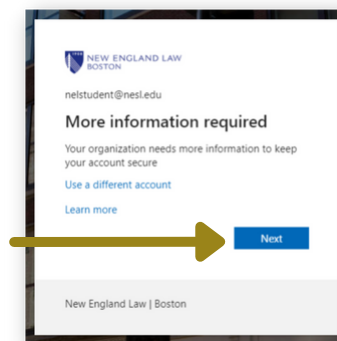 NEW ENGLAND LAW
BOSTON
nelstudent@nesl.edu
More information required
Your organization needs more information to keep
your account secure
Use a different account
Learn more
Next
New England Law | Boston